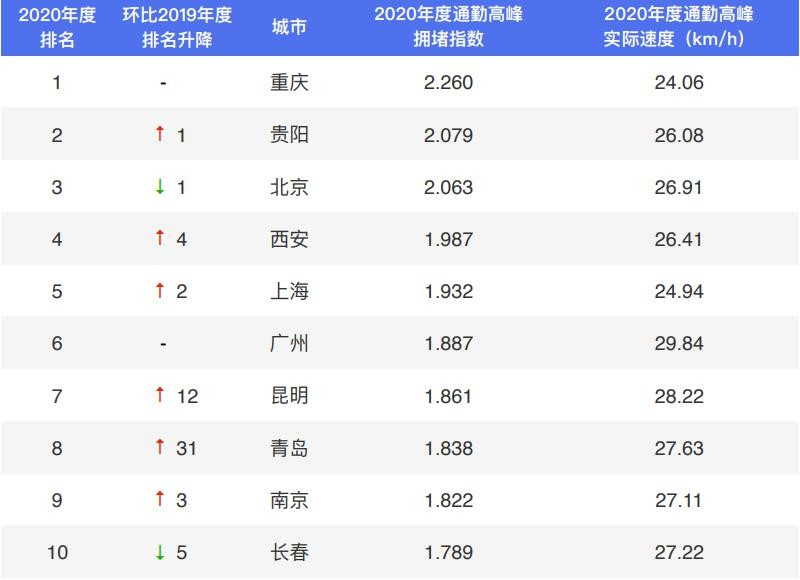 2020年度排名 环比2019年度排名升降 城市 2020年度通勤高峰拥堵指数 2020年度通勤高峰实际速度（km/h）
1 - 重庆 2.260 24.06
2 ↑ 1 贵阳 2.079 26.08
3 ↓ 1 北京 2.063 26.91
4 ↑ 4 西安 1.987 26.41
5 ↑ 2 上海 1.932 24.94
6 - 广州 1.887 29.84
7 ↑ 12 昆明 1.861 28.22
8 ↑ 31 青岛 1.838 27.63
9 ↑ 3 南京 1.822 27.11
10 ↓ 5 长春 1.789 27.22